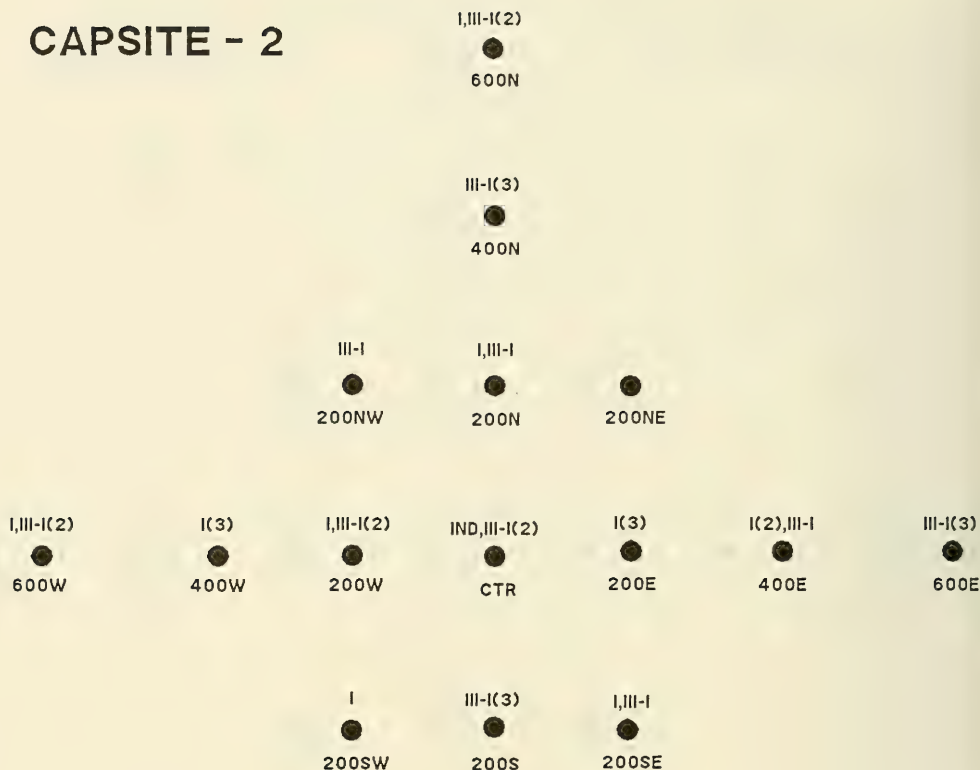 CAPSITE - 2
I,III-I(2)
600N
III-I(3)
400N
III-I I,III-I
200NW 200N 200NE
I,III-I(2) I(3) I,III-I(2) IND,III-I(2) I(3) I(2),III-I III-I(3)
600W 400W 200W CTR 200E 400E 600E
I III-I(3) I,III-I
200SW 200S 200SE